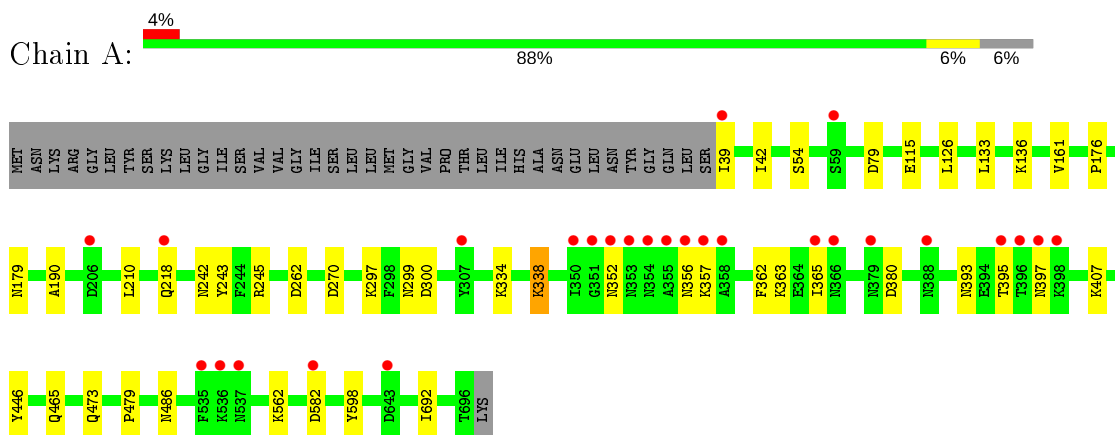 4%
Chain A:
88%
6%
6%
MET ASN LYS ARG GLY LEU TYR SER LYS LEU GLY ILE SER VAL VAL GLY ILE SER LEU LEU MET GLY VAL PRO THR LEU ILE HIS ALA ASN GLU LEU ASN TYR GLY GLN LEU SER I39 I42 S54 S59 D79 E115 L126 L133 K136 V161 P176
N179 A190 D206 L210 Q218 N242 Y243 F244 R245 D262 D270 K297 F298 N299 D300 Y307 K334 K338 I350 G351 N352 N353 N354 A355 N356 K357 A358 F362 K363 E364 I365 N366 N379 D380 N388 N393 E394 T395 T396 N397 K398 K407
Y446 Q465 Q473 P479 N486 F535 K536 N537 K562 D582 Y598 D643 I692 T696 LYS